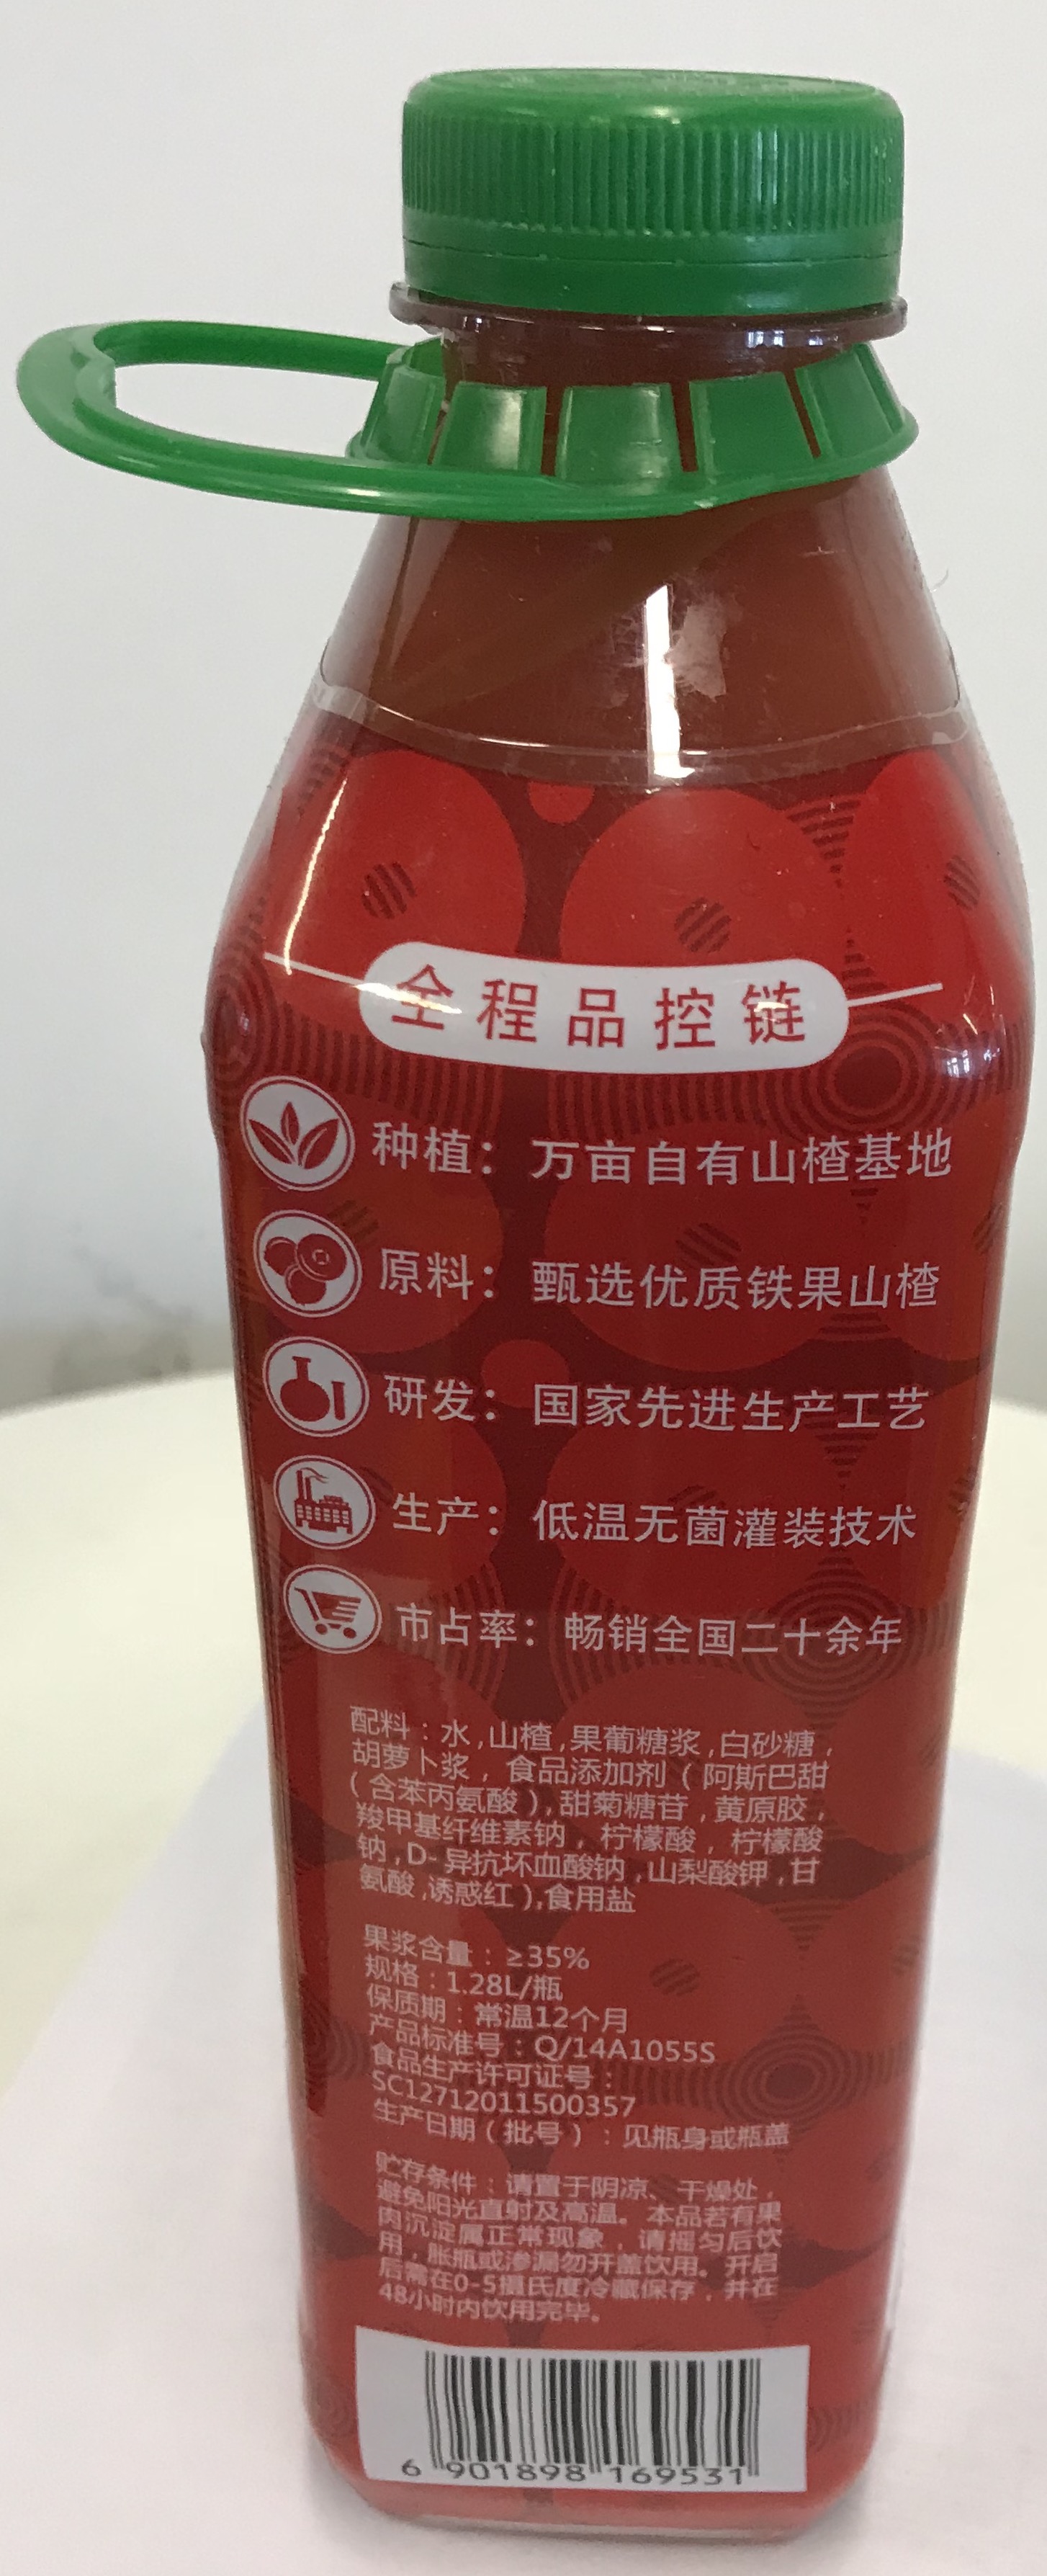 全程品控链
种植：万亩自有山楂基地
原料：甄选优质铁果山楂
研发：国家先进生产工艺
生产：低温无菌灌装技术
市占率：畅销全国二十余年
配料：水,山楂,果葡糖浆,白砂糖,
胡萝卜浆，食品添加剂（阿斯巴甜
（含苯丙氨酸）,甜菊糖苷,黄原胶,
羧甲基纤维素钠，柠檬酸，柠檬酸
钠,D-异抗坏血酸钠,山梨酸钾,甘
氨酸,诱惑红）,食用盐
果浆含量：≥35%
规格：1.28L/瓶
保质期：常温12个月
产品标准号：Q/14A1055S
食品生产许可证号：
SC12712011500357
生产日期（批号）：见瓶身或瓶盖
贮存条件：请置于阴凉、干燥处，
避免阳光直射及高温。本品若有果
肉沉淀属正常现象，请摇匀后饮
用，胀瓶或渗漏勿开盖饮用。开启
后需在0-5摄氏度冷藏保存，并在
48小时内饮用完毕。
6 901898 169531